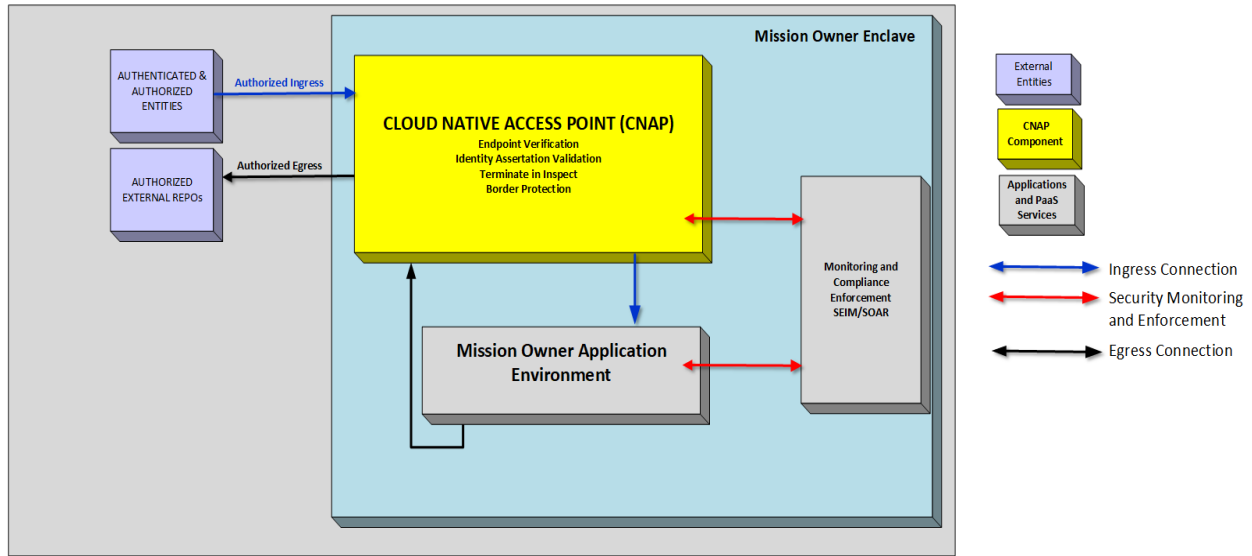 Mission Owner Enclave
AUTHENTICATED &
AUTHORIZED
ENTITIES
Authorized Ingress
CLOUD NATIVE ACCESS POINT (CNAP)
Endpoint Verification
Identity Assertation Validation
Terminate in Inspect
Border Protection
Authorized Egress
AUTHORIZED
EXTERNAL REPOs
Monitoring and
Compliance
Enforcement
SEIM/SOAR
Mission Owner Application
Environment
External
Entities
CNAP
Component
Applications
and PaaS
Services
Ingress Connection
Security Monitoring
and Enforcement
Egress Connection